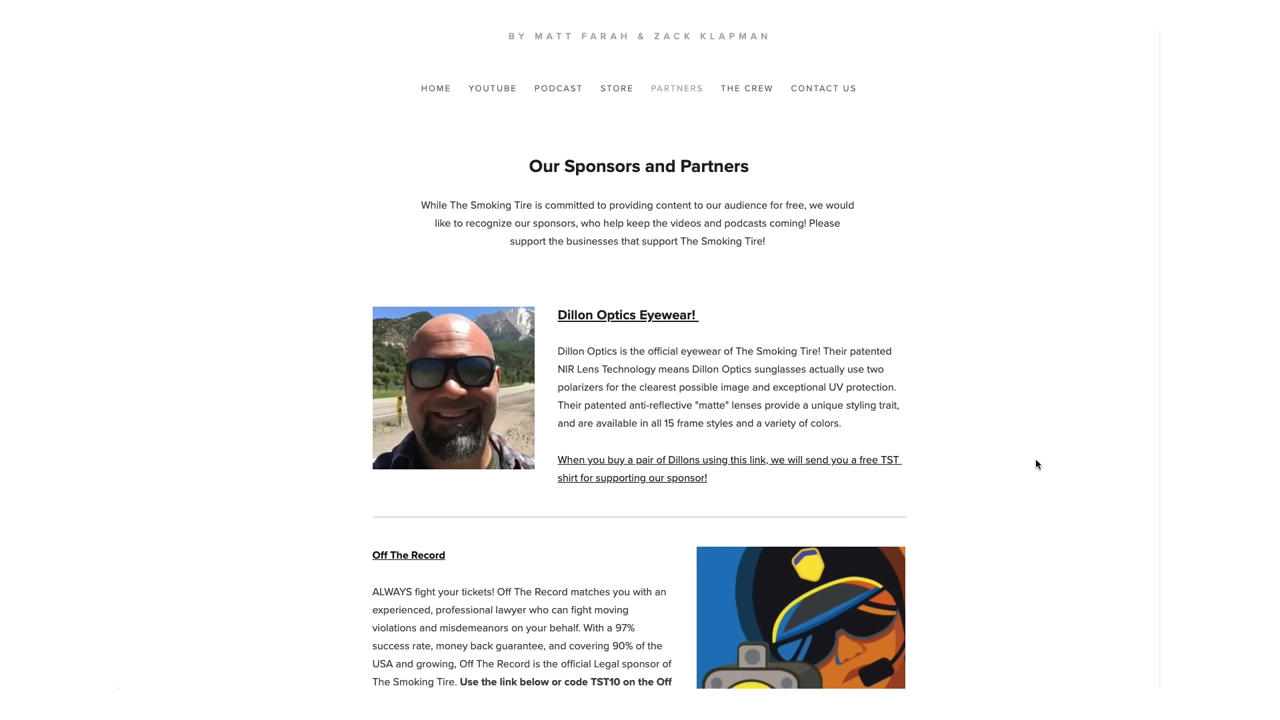 BY MATT FARAH & ZACK KLAPMAN
HOME YOUTUBE PODCAST STORE PARTNERS THE CREW CONTACT US
Our Sponsors and Partners
While The Smoking Tire is committed to providing content to our audience for free, we would
like to recognize our sponsors, who help keep the videos and podcasts coming! Please
support the businesses that support The Smoking Tire!
Dillon Optics Eyewear!
Dillon Optics is the official eyewear of The Smoking Tire! Their patented
NIR Lens Technology means Dillon Optics sunglasses actually use two
polarizers for the clearest possible image and exceptional UV protection.
Their patented anti-reflective "matte" lenses provide a unique styling trait,
and are available in all 15 frame styles and a variety of colors.
When you buy a pair of Dillons using this link, we will send you a free TST
shirt for supporting our sponsor!
Off The Record
ALWAYS fight your tickets! Off The Record matches you with an
experienced, professional lawyer who can fight moving
violations and misdemeanors on your behalf. With a 97%
success rate, money back guarantee, and covering 90% of the
USA and growing, Off The Record is the official Legal sponsor of
The Smoking Tire. Use the link below or code TST10 on the Off